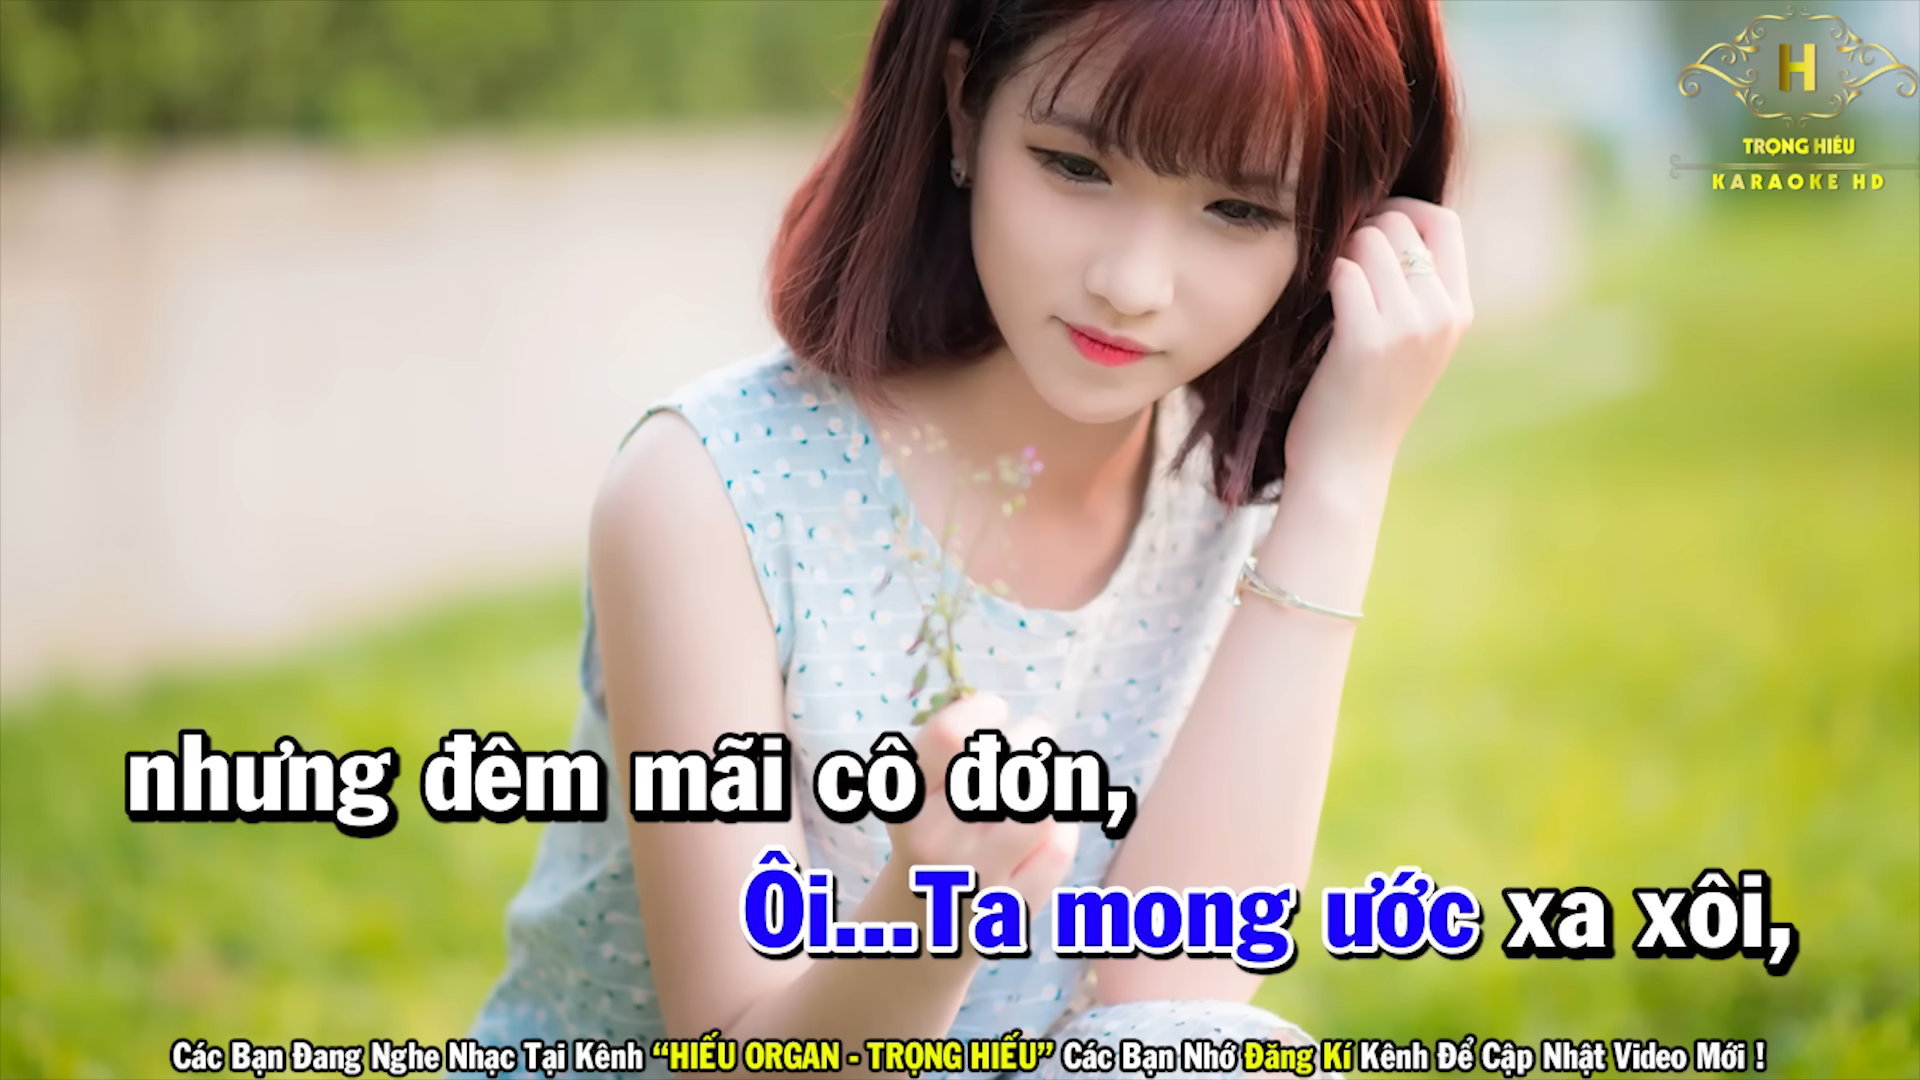 H
TRỌNG HIẾU
KARAOKE HD
nhưng đêm mãi cô đơn,
Ôi...Ta mong ước xa xôi,
Các Bạn Đang Nghe Nhạc Tại Kênh “HIẾU ORGAN - TRỌNG HIẾU” Các Bạn Nhớ Đăng Kí Kênh Để Cập Nhật Video Mới !